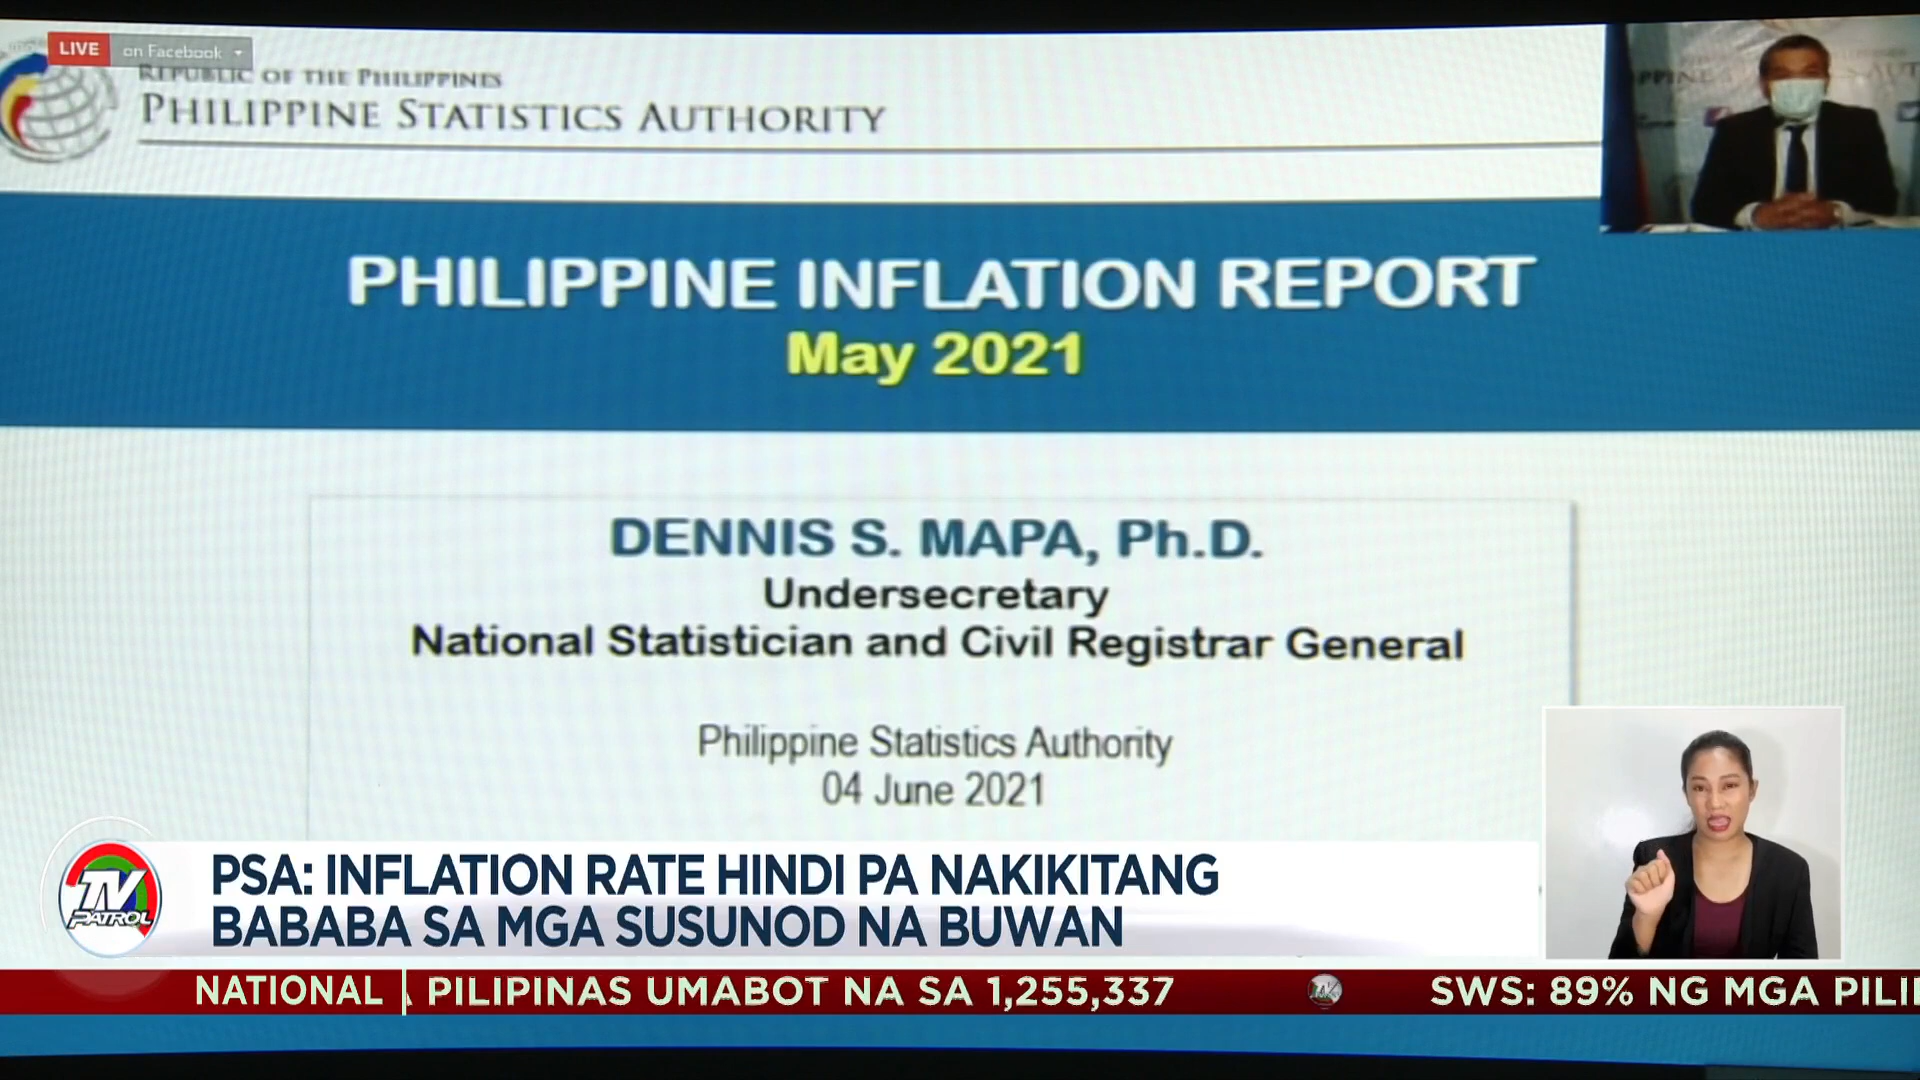 LIVE on Facebook
REPUBLIC OF THE PHILIPPINES
PHILIPPINE STATISTICS AUTHORITY
PHILIPPINE INFLATION REPORT
May 2021
DENNIS S. MAPA, Ph.D.
Undersecretary
National Statistician and Civil Registrar General
Philippine Statistics Authority
04 June 2021
TV PATROL
PSA: INFLATION RATE HINDI PA NAKIKITANG
BABABA SA MGA SUSUNOD NA BUWAN
NATIONAL PILIPINAS UMABOT NA SA 1,255,337 SWS: 89% NG MGA PILI